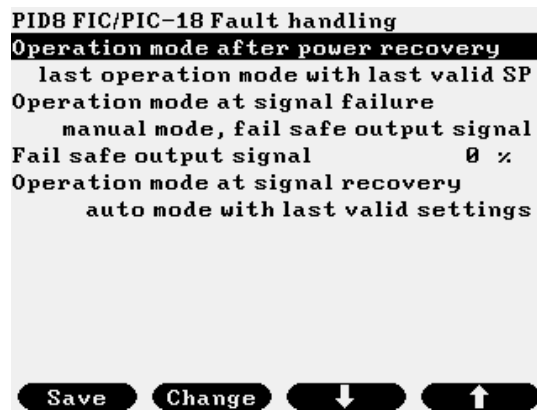 PID8 FIC/PIC-18 Fault handling
Operation mode after power recovery
last operation mode with last valid SP
Operation mode at signal failure
manual mode, fail safe output signal
Fail safe output signal 0 %
Operation mode at signal recovery
auto mode with last valid settings
Save Change ↓ ↑